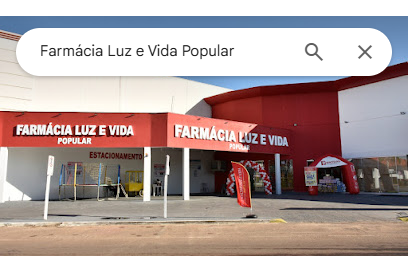 Farmácia Luz e Vida Popular
FARMÁCIA LUZ E VIDA
POPULAR
FARMÁCIA LUZ E VIDA
POPULAR
ESTACIONAMENTO